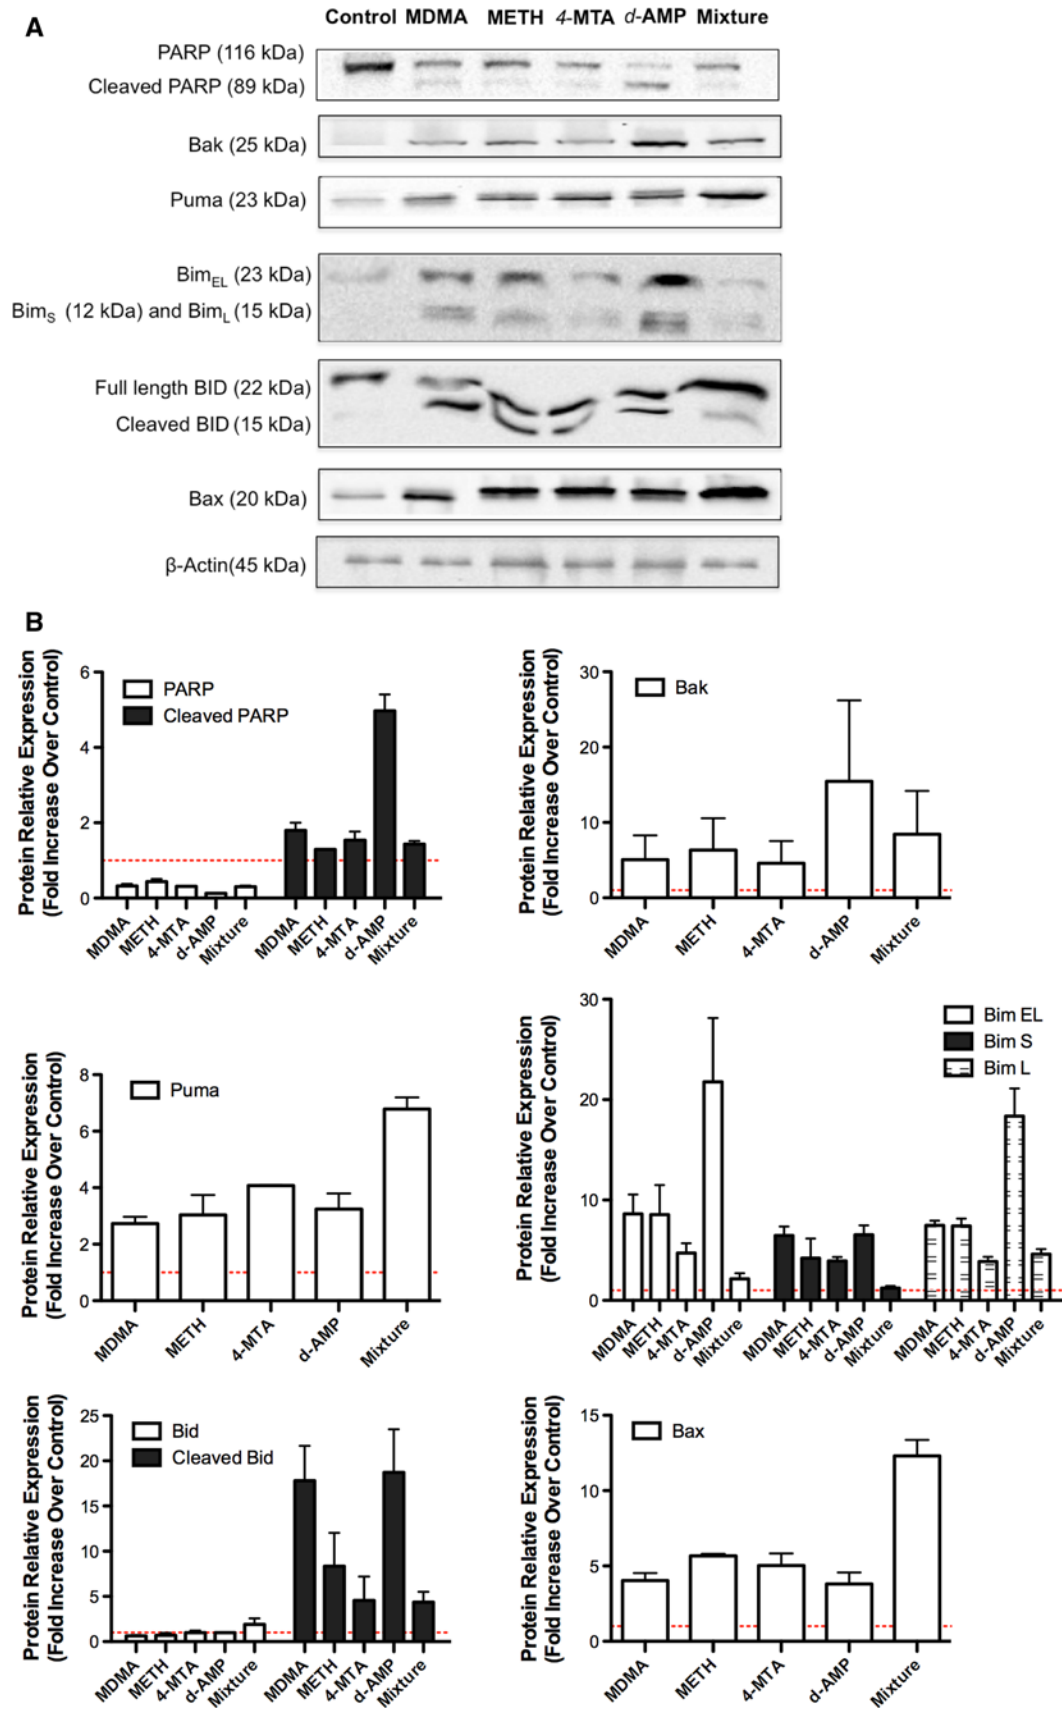 A
Control MDMA METH 4-MTA d-AMP Mixture
PARP (116 kDa)
Cleaved PARP (89 kDa)
Bak (25 kDa)
Puma (23 kDa)
BimEL (23 kDa)
BimS (12 kDa) and BimL (15 kDa)
Full length BID (22 kDa)
Cleaved BID (15 kDa)
Bax (20 kDa)
β-Actin(45 kDa)
B
Protein Relative Expression
(Fold Increase Over Control)
6
4
2
0
PARP
Cleaved PARP
MDMA METH 4-MTA d-AMP Mixture MDMA METH 4-MTA d-AMP Mixture
Protein Relative Expression
(Fold Increase Over Control)
30
20
10
0
Bak
MDMA METH 4-MTA d-AMP Mixture
Protein Relative Expression
(Fold Increase Over Control)
8
6
4
2
0
Puma
MDMA METH 4-MTA d-AMP Mixture
Protein Relative Expression
(Fold Increase Over Control)
30
20
10
0
Bim EL
Bim S
Bim L
MDMA METH 4-MTA d-AMP Mixture MDMA METH 4-MTA d-AMP Mixture MDMA METH 4-MTA d-AMP Mixture
Protein Relative Expression
(Fold Increase Over Control)
25
20
15
10
5
0
Bid
Cleaved Bid
MDMA METH 4-MTA d-AMP Mixture MDMA METH 4-MTA d-AMP Mixture
Protein Relative Expression
(Fold Increase Over Control)
15
10
5
0
Bax
MDMA METH 4-MTA d-AMP Mixture